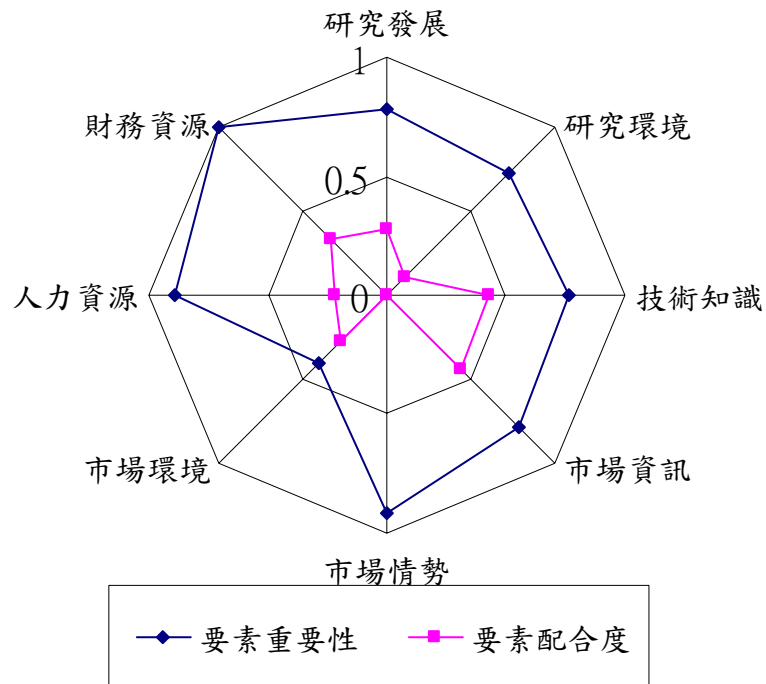 研究發展
1
財務資源
研究環境
0.5
人力資源
0
技術知識
市場環境
市場資訊
市場情勢
要素重要性
要素配合度